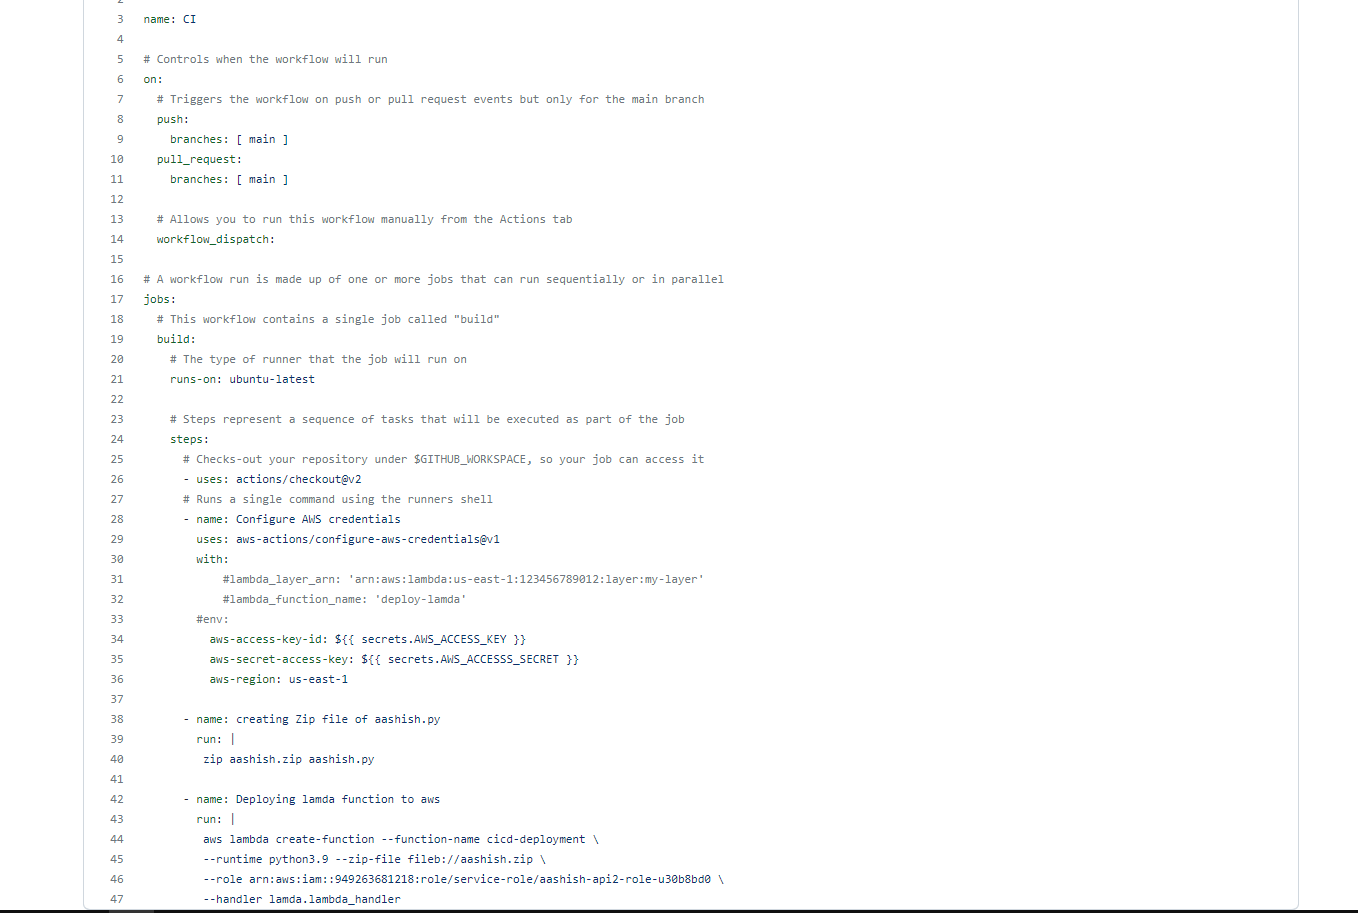 3 name: CI
4
5 # Controls when the workflow will run
6 on:
7 # Triggers the workflow on push or pull request events but only for the main branch
8 push:
9 branches: [ main ]
10 pull_request:
11 branches: [ main ]
12
13 # Allows you to run this workflow manually from the Actions tab
14 workflow_dispatch:
15
16 # A workflow run is made up of one or more jobs that can run sequentially or in parallel
17 jobs:
18 # This workflow contains a single job called "build"
19 build:
20 # The type of runner that the job will run on
21 runs-on: ubuntu-latest
22
23 # Steps represent a sequence of tasks that will be executed as part of the job
24 steps:
25 # Checks-out your repository under $GITHUB_WORKSPACE, so your job can access it
26 - uses: actions/checkout@v2
27 # Runs a single command using the runners shell
28 - name: Configure AWS credentials
29 uses: aws-actions/configure-aws-credentials@v1
30 with:
31 #lambda_layer_arn: 'arn:aws:lambda:us-east-1:123456789012:layer:my-layer'
32 #lambda_function_name: 'deploy-lamda'
33 #env:
34 aws-access-key-id: ${{ secrets.AWS_ACCESS_KEY }}
35 aws-secret-access-key: ${{ secrets.AWS_ACCESSS_SECRET }}
36 aws-region: us-east-1
37
38 - name: creating Zip file of aashish.py
39 run: |
40 zip aashish.zip aashish.py
41
42 - name: Deploying lamda function to aws
43 run: |
44 aws lambda create-function --function-name cicd-deployment \
45 --runtime python3.9 --zip-file fileb://aashish.zip \
46 --role arn:aws:iam::949263681218:role/service-role/aashish-api2-role-u30b8bd0 \
47 --handler lamda.lambda_handler